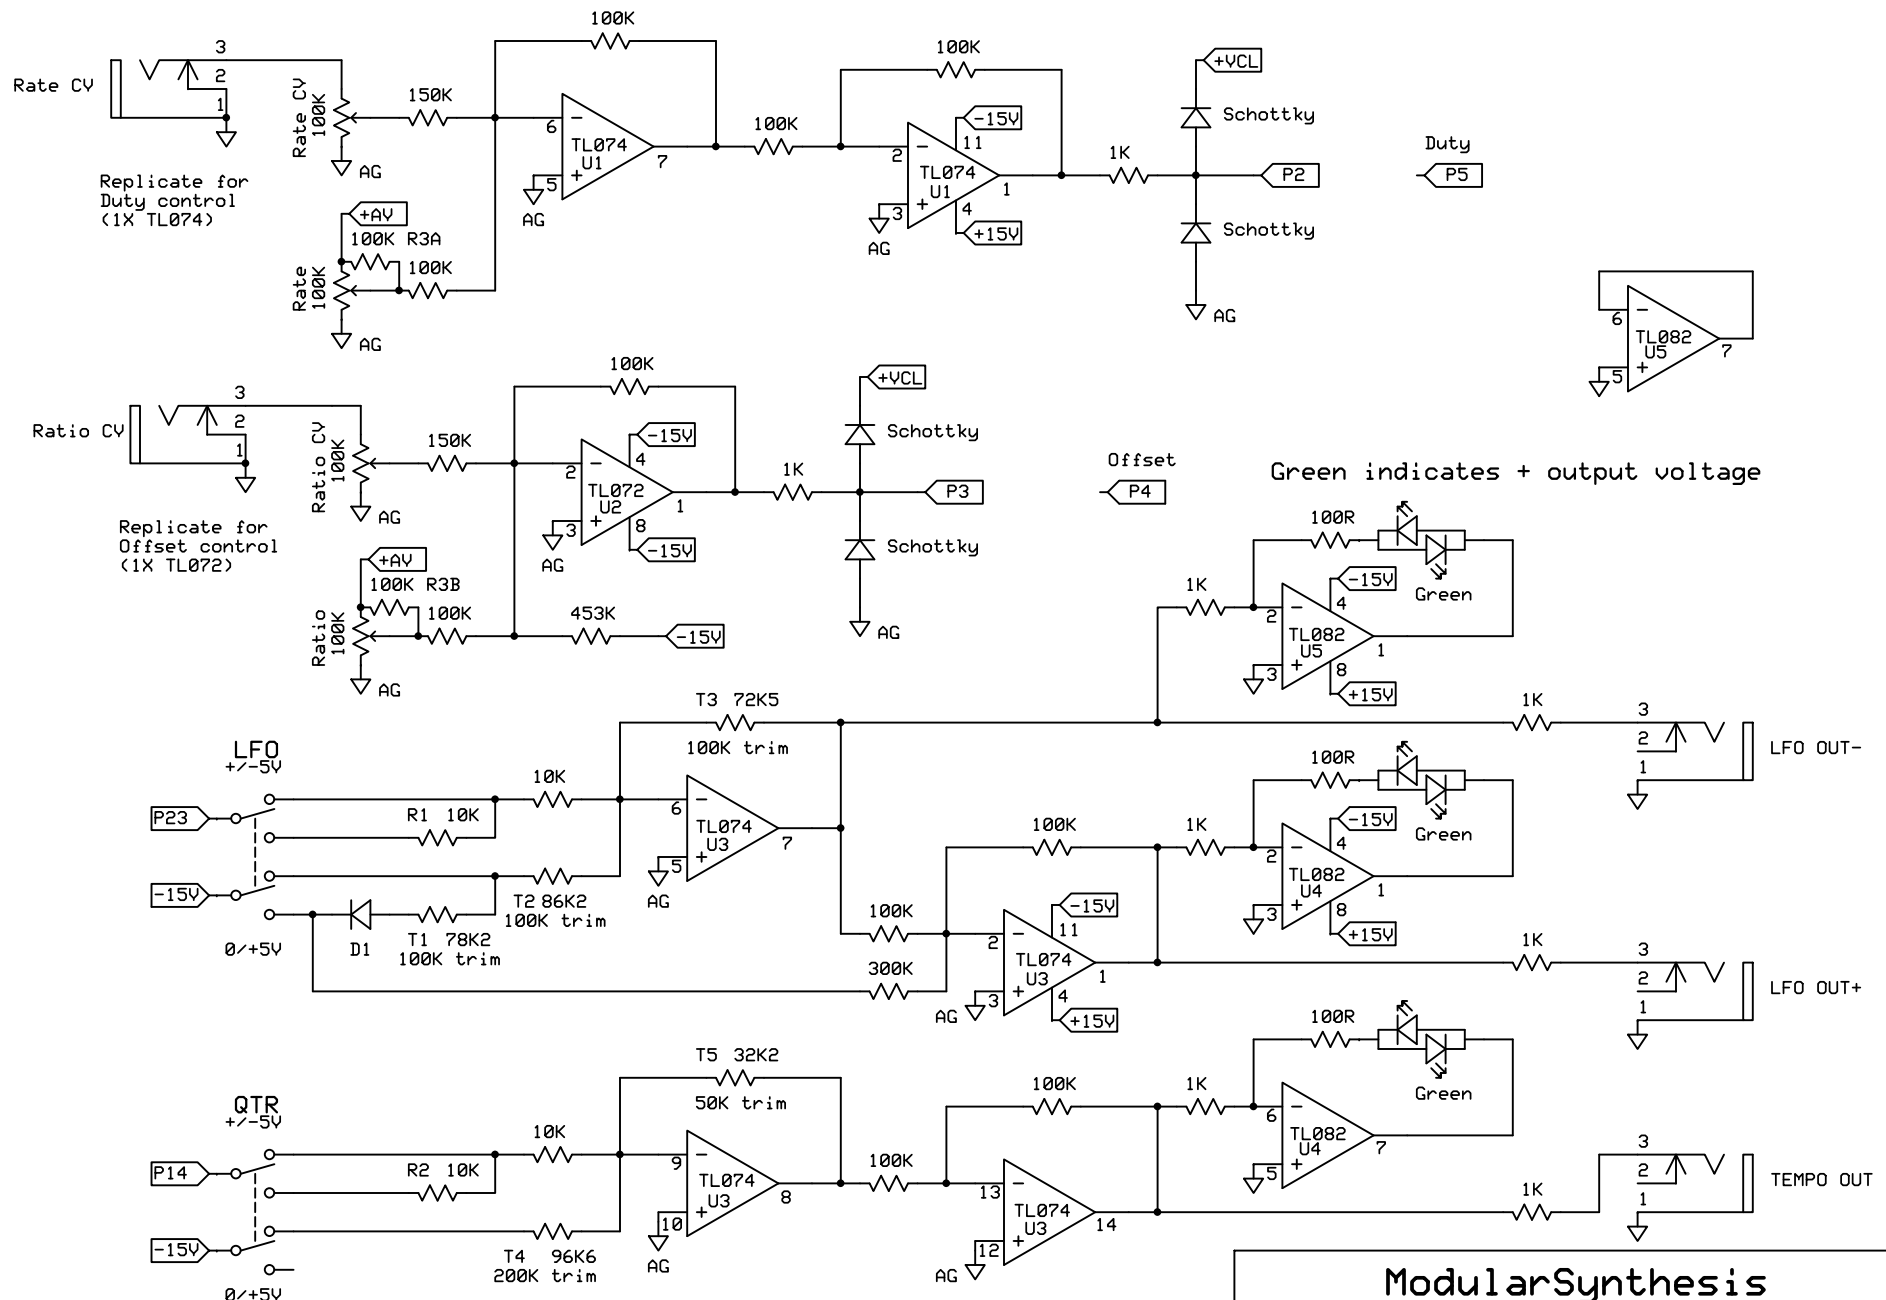 100K
3
2
1
Rate CV
Rate CV
100K
AG
150K
6
5
TL074
U1
7
AG
100K
100K
-15V
11
2
3
TL074
U1
1
4
+15V
AG
1K
+VCL
Schottky
P2
Schottky
AG
Duty
P5
Replicate for
Duty control
(1X TL074)
+AV
100K R3A
Rate
100K
100K
AG
6
5
TL082
U5
7
3
2
1
Ratio CV
Ratio CV
100K
AG
150K
100K
-15V
4
2
3
TL072
U2
1
8
-15V
AG
1K
+VCL
Schottky
P3
Schottky
AG
Offset
P4
Replicate for
Offset control
(1X TL072)
+AV
100K R3B
Ratio
100K
100K
AG
453K
-15V
Green indicates + output voltage
100R
Green
1K
-15V
4
2
3
TL082
U5
1
8
+15V
LFO
+/-5V
P23
R1 10K
10K
-15V
0/+5V
D1
T1 78K2
100K trim
T2 86K2
100K trim
T3 72K5
100K trim
6
5
TL074
U3
7
AG
1K
3
2
1
LFO OUT-
100K
300K
100K
-15V
11
2
3
TL074
U3
1
4
+15V
AG
1K
100R
Green
-15V
4
2
3
TL082
U4
1
8
+15V
1K
3
2
1
LFO OUT+
QTR
+/-5V
P14
R2 10K
10K
-15V
0/+5V
T4 96K6
200K trim
T5 32K2
50K trim
9
10
TL074
U3
8
AG
100K
100K
13
12
TL074
U3
14
AG
1K
100R
Green
6
5
TL082
U4
7
1K
3
2
1
TEMPO OUT
ModularSynthesis